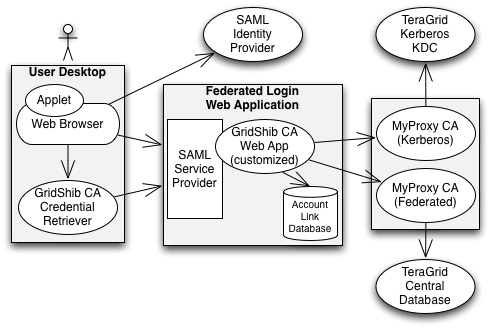 SAML
Identity
Provider
TeraGrid
Kerberos
KDC
User Desktop
Applet
Web Browser
GridShib CA
Credential
Retriever
Federated Login
Web Application
SAML
Service
Provider
GridShib CA
Web App
(customized)
Account
Link
Database
MyProxy CA
(Kerberos)
MyProxy CA
(Federated)
TeraGrid
Central
Database